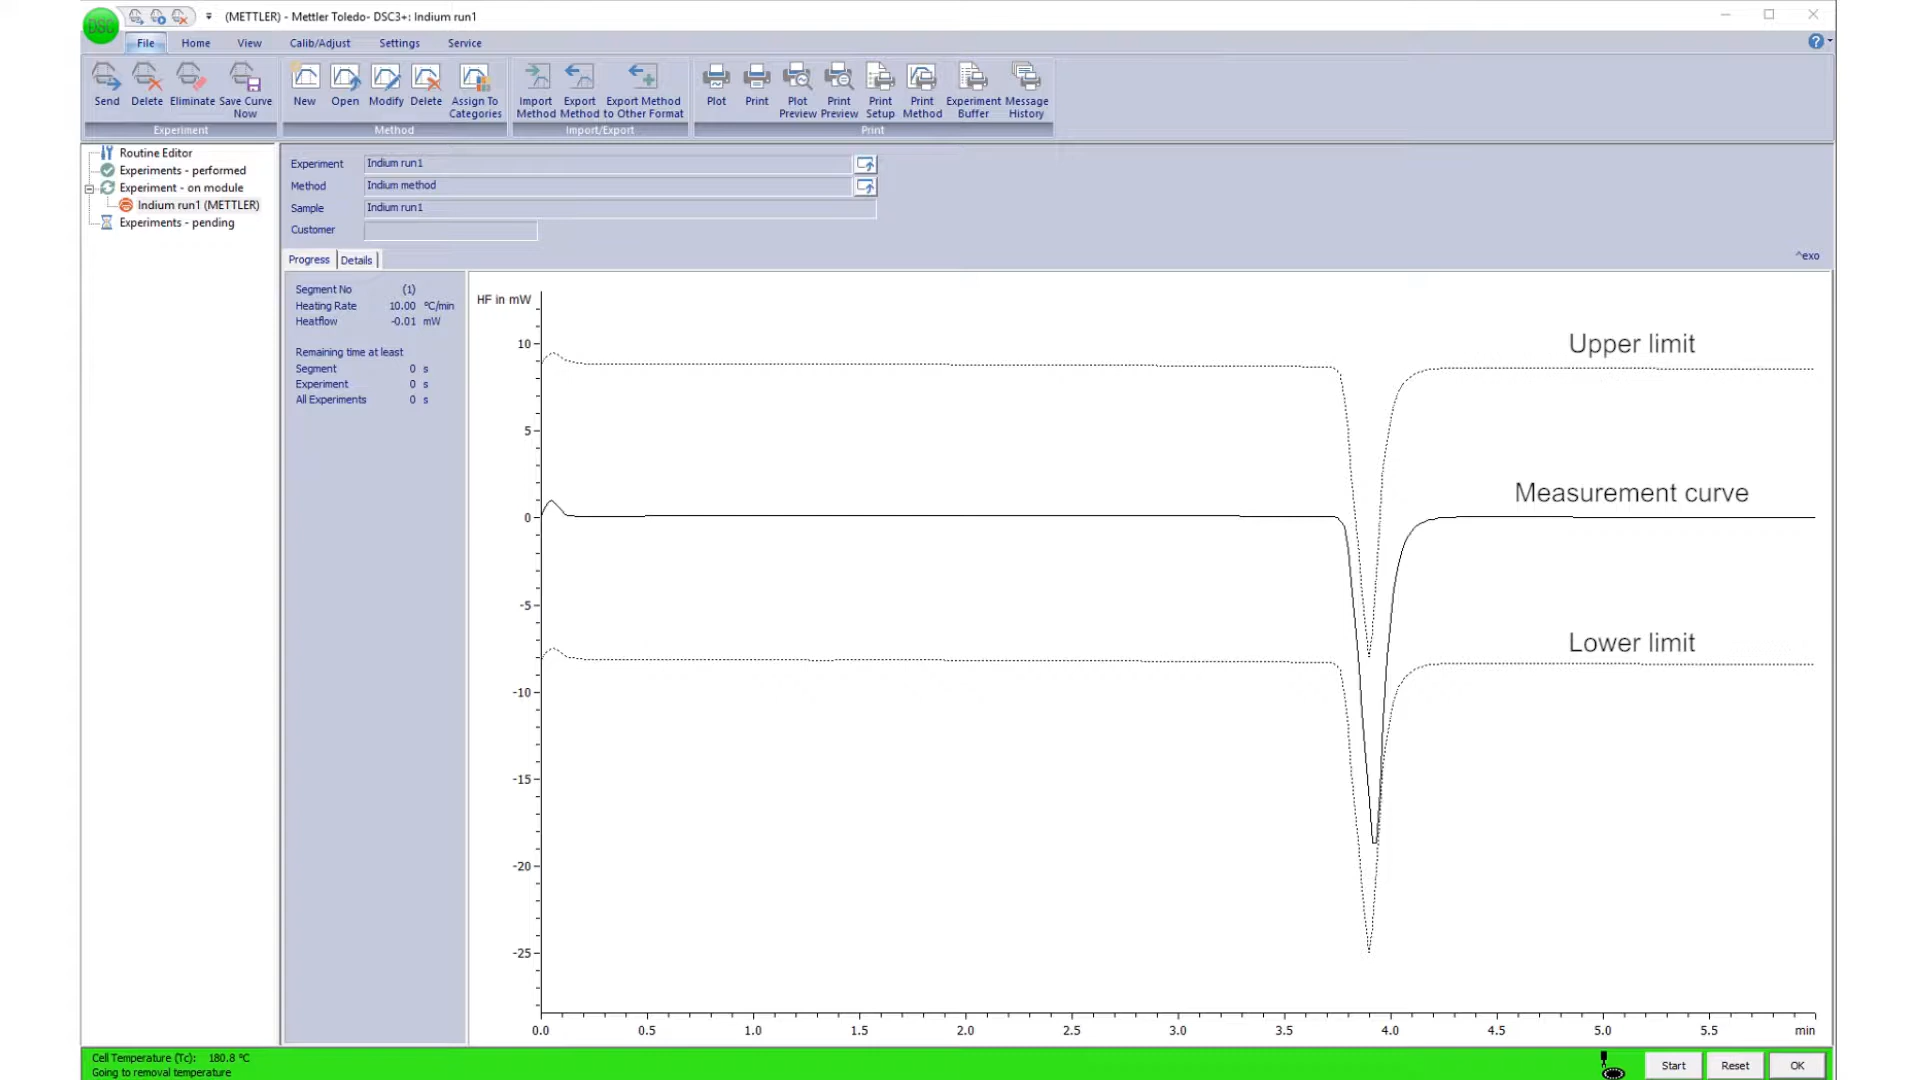 DSC
(METTLER) - Mettler Toledo- DSC3+: Indium run1
File Home View Calib/Adjust Settings Service
Send Delete Eliminate Save Curve Now
New Open Modify Delete Assign To Categories
Import Method Export Method Export Method to Other Format
Plot Print Plot Preview Print Preview Print Setup Print Method Experiment Buffer Message History
Experiment Method Import/Export Print
Routine Editor
Experiments - performed
Experiment - on module
Indium run1 (METTLER)
Experiments - pending
Experiment Indium run1
Method Indium method
Sample Indium run1
Customer
Progress Details
^exo
Segment No (1)
Heating Rate 10.00 °C/min
Heatflow -0.01 mW
Remaining time at least
Segment 0 s
Experiment 0 s
All Experiments 0 s
HF in mW
10
5
0
-5
-10
-15
-20
-25
Upper limit
Measurement curve
Lower limit
0.0 0.5 1.0 1.5 2.0 2.5 3.0 3.5 4.0 4.5 5.0 5.5 min
Cell Temperature (Tc): 180.8 °C
Going to removal temperature
Start Reset OK